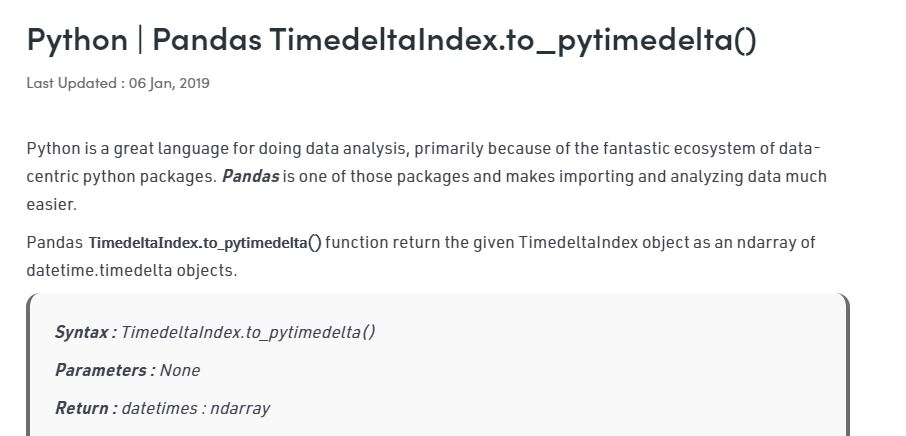 Python | Pandas TimedeltaIndex.to_pytimedelta()
Last Updated : 06 Jan, 2019
Python is a great language for doing data analysis, primarily because of the fantastic ecosystem of data-
centric python packages. Pandas is one of those packages and makes importing and analyzing data much
easier.
Pandas TimedeltaIndex.to_pytimedelta() function return the given TimedeltaIndex object as an ndarray of
datetime.timedelta objects.
Syntax : TimedeltaIndex.to_pytimedelta()
Parameters : None
Return : datetimes : ndarray